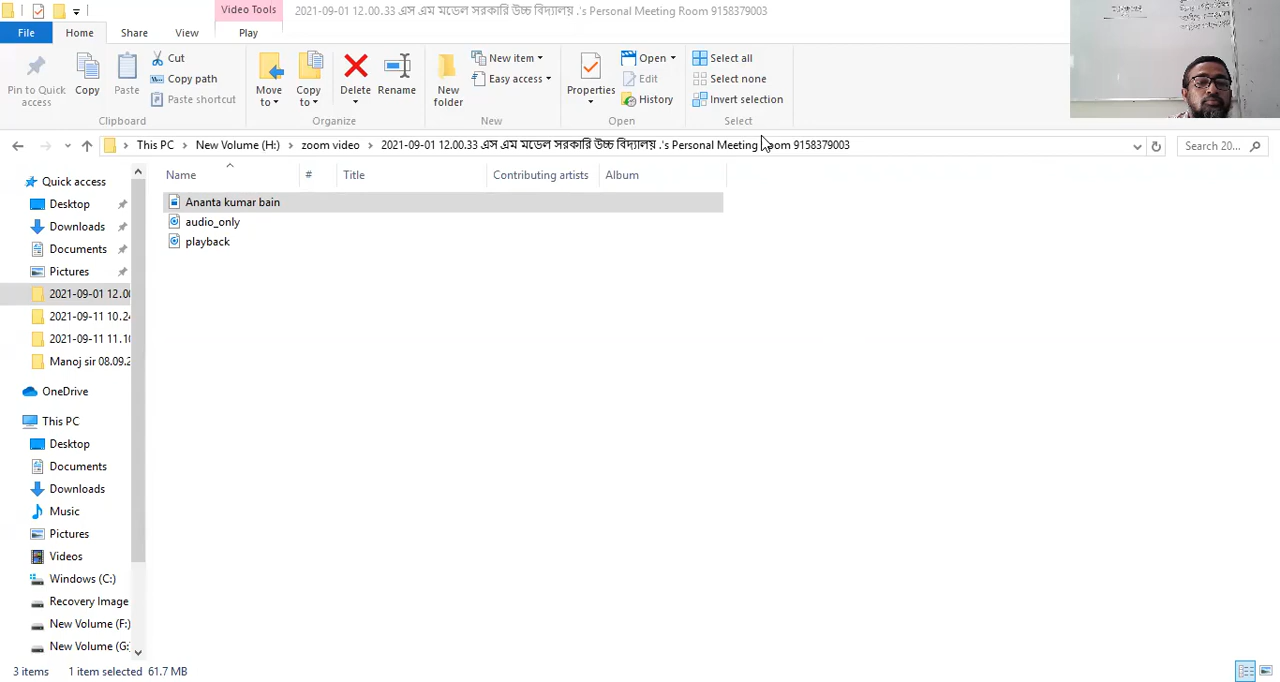 Video Tools
2021-09-01 12.00.33 এস এম মডেল সরকারি উচ্চ বিদ্যালয় .'s Personal Meeting Room 9158379003
File
Home
Share
View
Play
Pin to Quick access
Copy
Paste
Cut
Copy path
Paste shortcut
Clipboard
Move to
Copy to
Delete
Rename
Organize
New folder
New item
Easy access
New
Properties
Open
Edit
History
Open
Select all
Select none
Invert selection
Select
This PC
New Volume (H:)
zoom video
2021-09-01 12.00.33 এস এম মডেল সরকারি উচ্চ বিদ্যালয় .'s Personal Meeting Room 9158379003
Search 20...
Name
#
Title
Contributing artists
Album
Ananta kumar bain
audio_only
playback
Quick access
Desktop
Downloads
Documents
Pictures
2021-09-01 12.00
2021-09-11 10.24
2021-09-11 11.10
Manoj sir 08.09.2
OneDrive
This PC
Desktop
Documents
Downloads
Music
Pictures
Videos
Windows (C:)
Recovery Image
New Volume (F:)
New Volume (G:)
3 items
1 item selected 61.7 MB